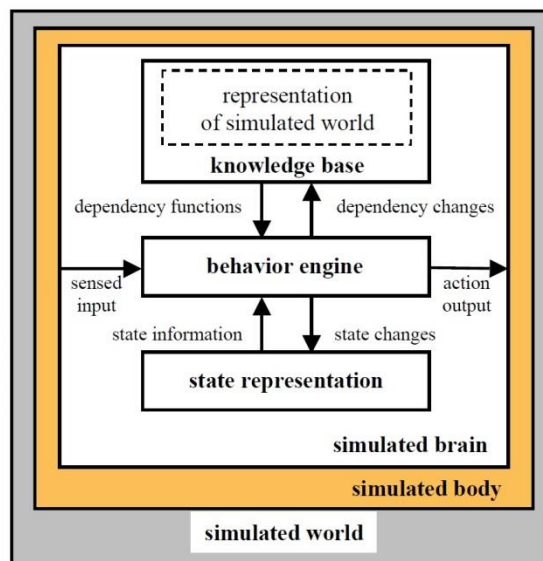 representation
of simulated world
knowledge base
dependency functions
dependency changes
behavior engine
sensed
input
action
output
state information
state changes
state representation
simulated brain
simulated body
simulated world